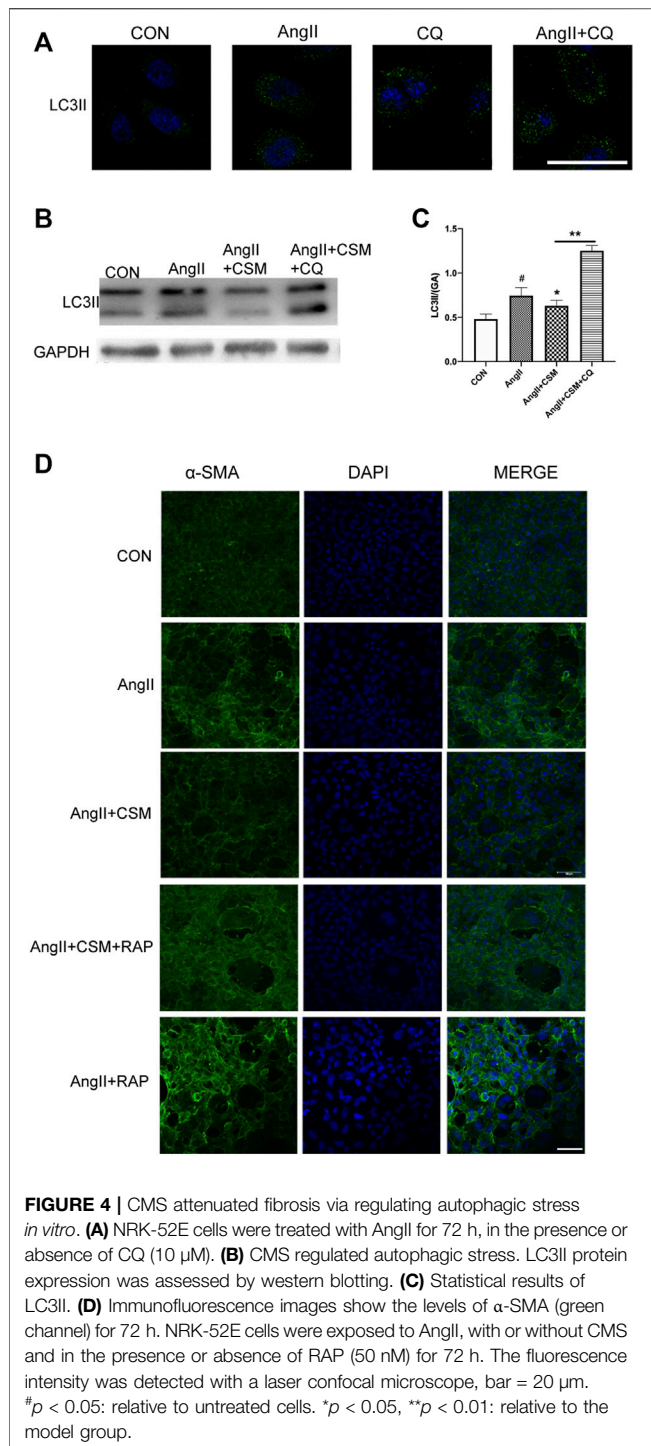 A
CON
AngII
CQ
AngII+CQ
LC3II
B
CON
AngII
AngII
+CSM
AngII+CSM
+CQ
LC3II
GAPDH
C
LC3II/(GA)
1.5
1.0
0.5
0.0
#
*
**
CON
AngII
AngII+CSM
AngII+CSM+CQ
D
α-SMA
DAPI
MERGE
CON
AngII
AngII+CSM
AngII+CSM+RAP
AngII+RAP
FIGURE 4 | CMS attenuated fibrosis via regulating autophagic stress
in vitro. (A) NRK-52E cells were treated with AngII for 72 h, in the presence or
absence of CQ (10 μM). (B) CMS regulated autophagic stress. LC3II protein
expression was assessed by western blotting. (C) Statistical results of
LC3II. (D) Immunofluorescence images show the levels of α-SMA (green
channel) for 72 h. NRK-52E cells were exposed to AngII, with or without CMS
and in the presence or absence of RAP (50 nM) for 72 h. The fluorescence
intensity was detected with a laser confocal microscope, bar = 20 μm.
#p < 0.05: relative to untreated cells. *p < 0.05, **p < 0.01: relative to the
model group.